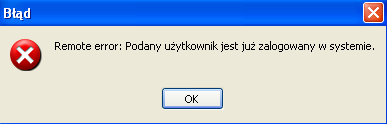 Błąd
Remote error: Podany użytkownik jest już zalogowany w systemie.
OK